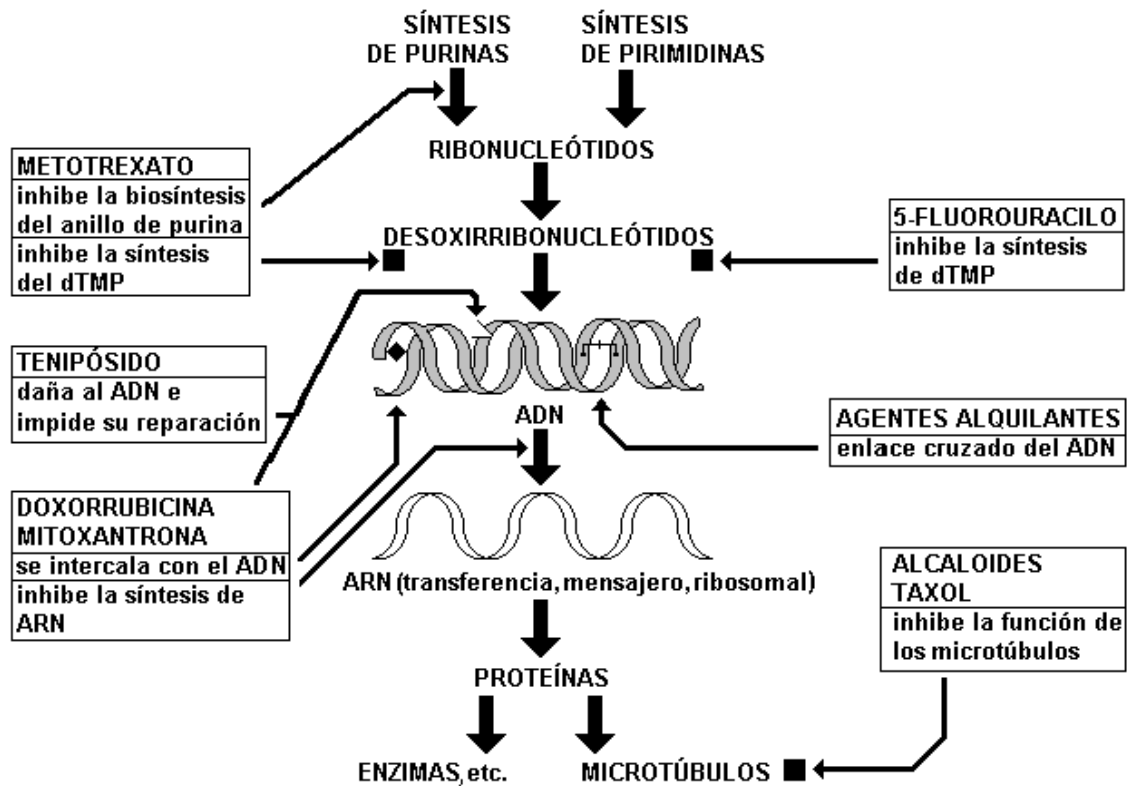 SÍNTESIS
DE PURINAS
SÍNTESIS
DE PIRIMIDINAS
RIBONUCLEÓTIDOS
METOTREXATO
inhibe la biosíntesis
del anillo de purina
inhibe la síntesis
del dTMP
DESOXIRRIBONUCLEÓTIDOS
5-FLUOROURACILO
inhibe la síntesis
de dTMP
TENIPÓSIDO
daña al ADN e
impide su reparación
ADN
AGENTES ALQUILANTES
enlace cruzado del ADN
DOXORRUBICINA
MITOXANTRONA
se intercala con el ADN
inhibe la síntesis de
ARN
ARN (transferencia, mensajero, ribosomal)
ALCALOIDES
TAXOL
inhibe la función de
los microtúbulos
PROTEÍNAS
ENZIMAS, etc.
MICROTÚBULOS